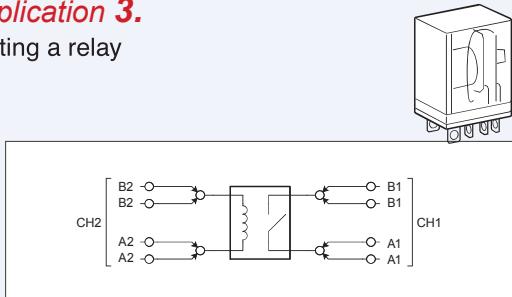 plication 3.
ting a relay
B2
B2
CH2
A2
A2
B1
B1
CH1
A1
A1